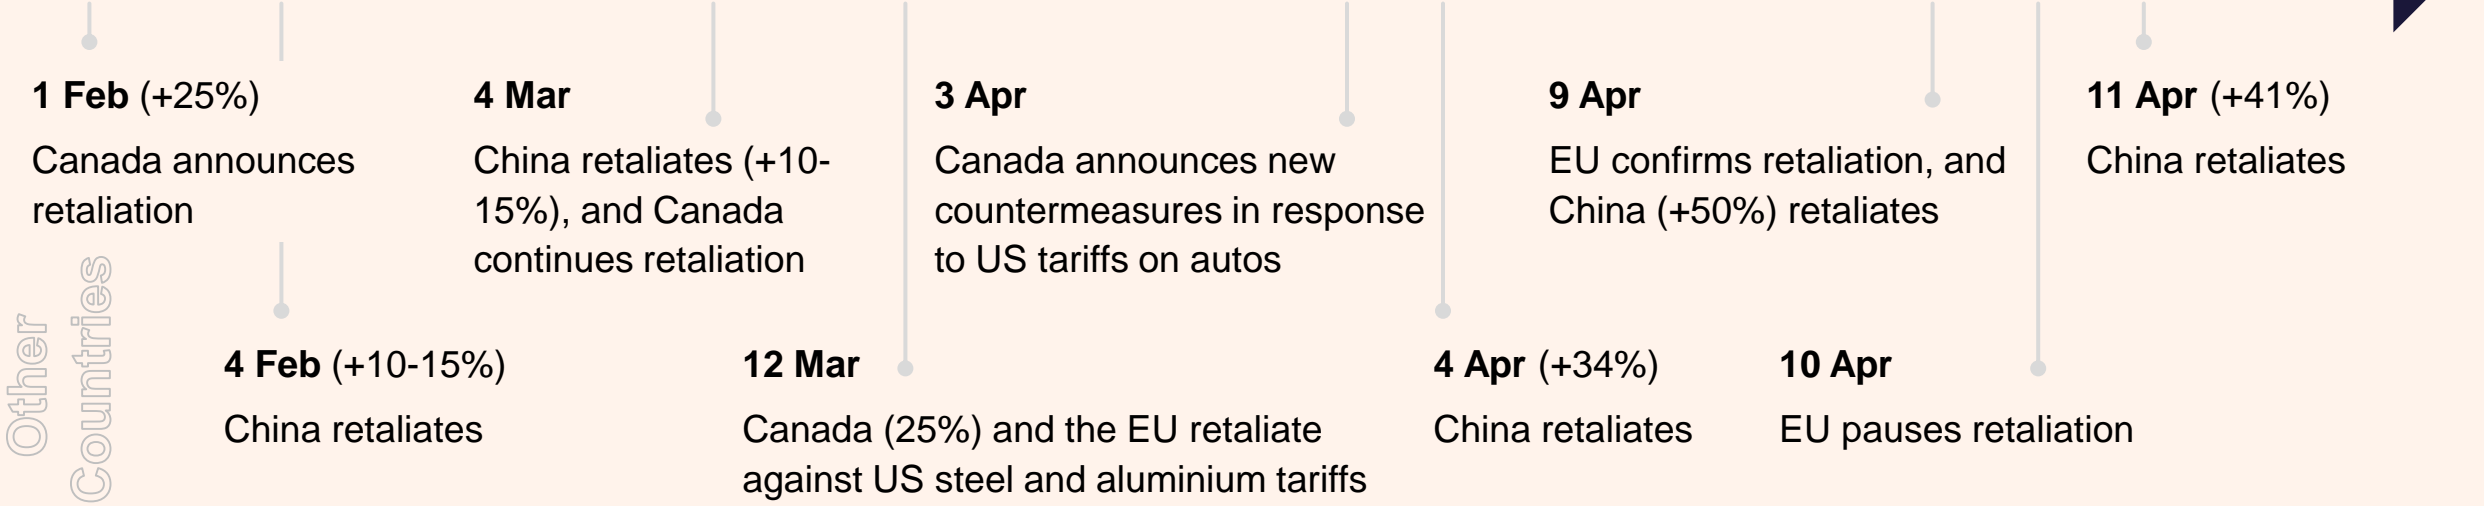 1 Feb (+25%)
Canada announces
retaliation
4 Feb (+10-15%)
China retaliates
4 Mar
China retaliates (+10-
15%), and Canada
continues retaliation
12 Mar
Canada (25%) and the EU retaliate
against US steel and aluminium tariffs
3 Apr
Canada announces new
countermeasures in response
to US tariffs on autos
4 Apr (+34%)
China retaliates
9 Apr
EU confirms retaliation, and
China (+50%) retaliates
10 Apr
EU pauses retaliation
11 Apr (+41%)
China retaliates
Other
Countries